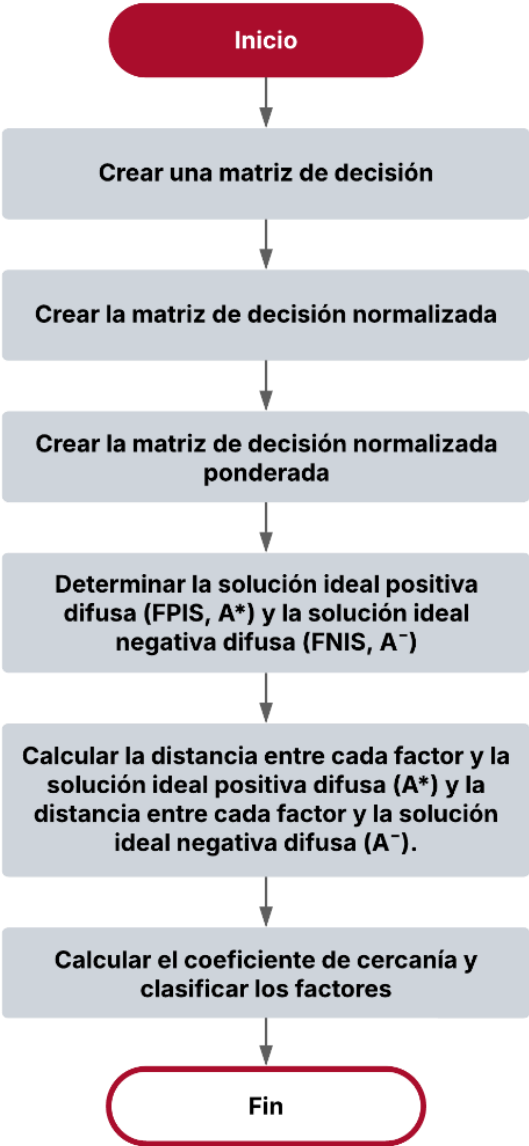 Inicio
Crear una matriz de decisión
Crear la matriz de decisión normalizada
Crear la matriz de decisión normalizada
ponderada
Determinar la solución ideal positiva
difusa (FPIS, A*) y la solución ideal
negativa difusa (FNIS, A⁻)
Calcular la distancia entre cada factor y la
solución ideal positiva difusa (A*) y la
distancia entre cada factor y la solución
ideal negativa difusa (A⁻).
Calcular el coeficiente de cercanía y
clasificar los factores
Fin